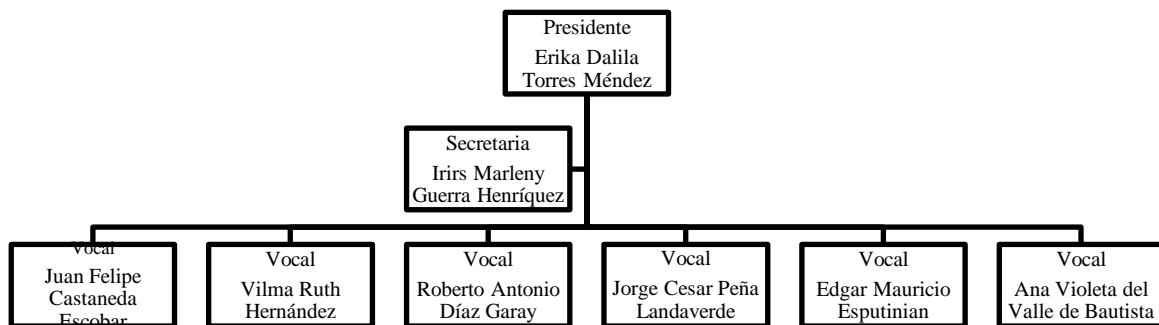 Presidente
Erika Dalila
Torres Méndez
Secretaria
Irirs Marleny
Guerra Henríquez
Vocal
Juan Felipe
Castaneda
Escobar
Vocal
Vilma Ruth
Hernández
Vocal
Roberto Antonio
Díaz Garay
Vocal
Jorge Cesar Peña
Landaverde
Vocal
Edgar Mauricio
Esputinian
Vocal
Ana Violeta del
Valle de Bautista